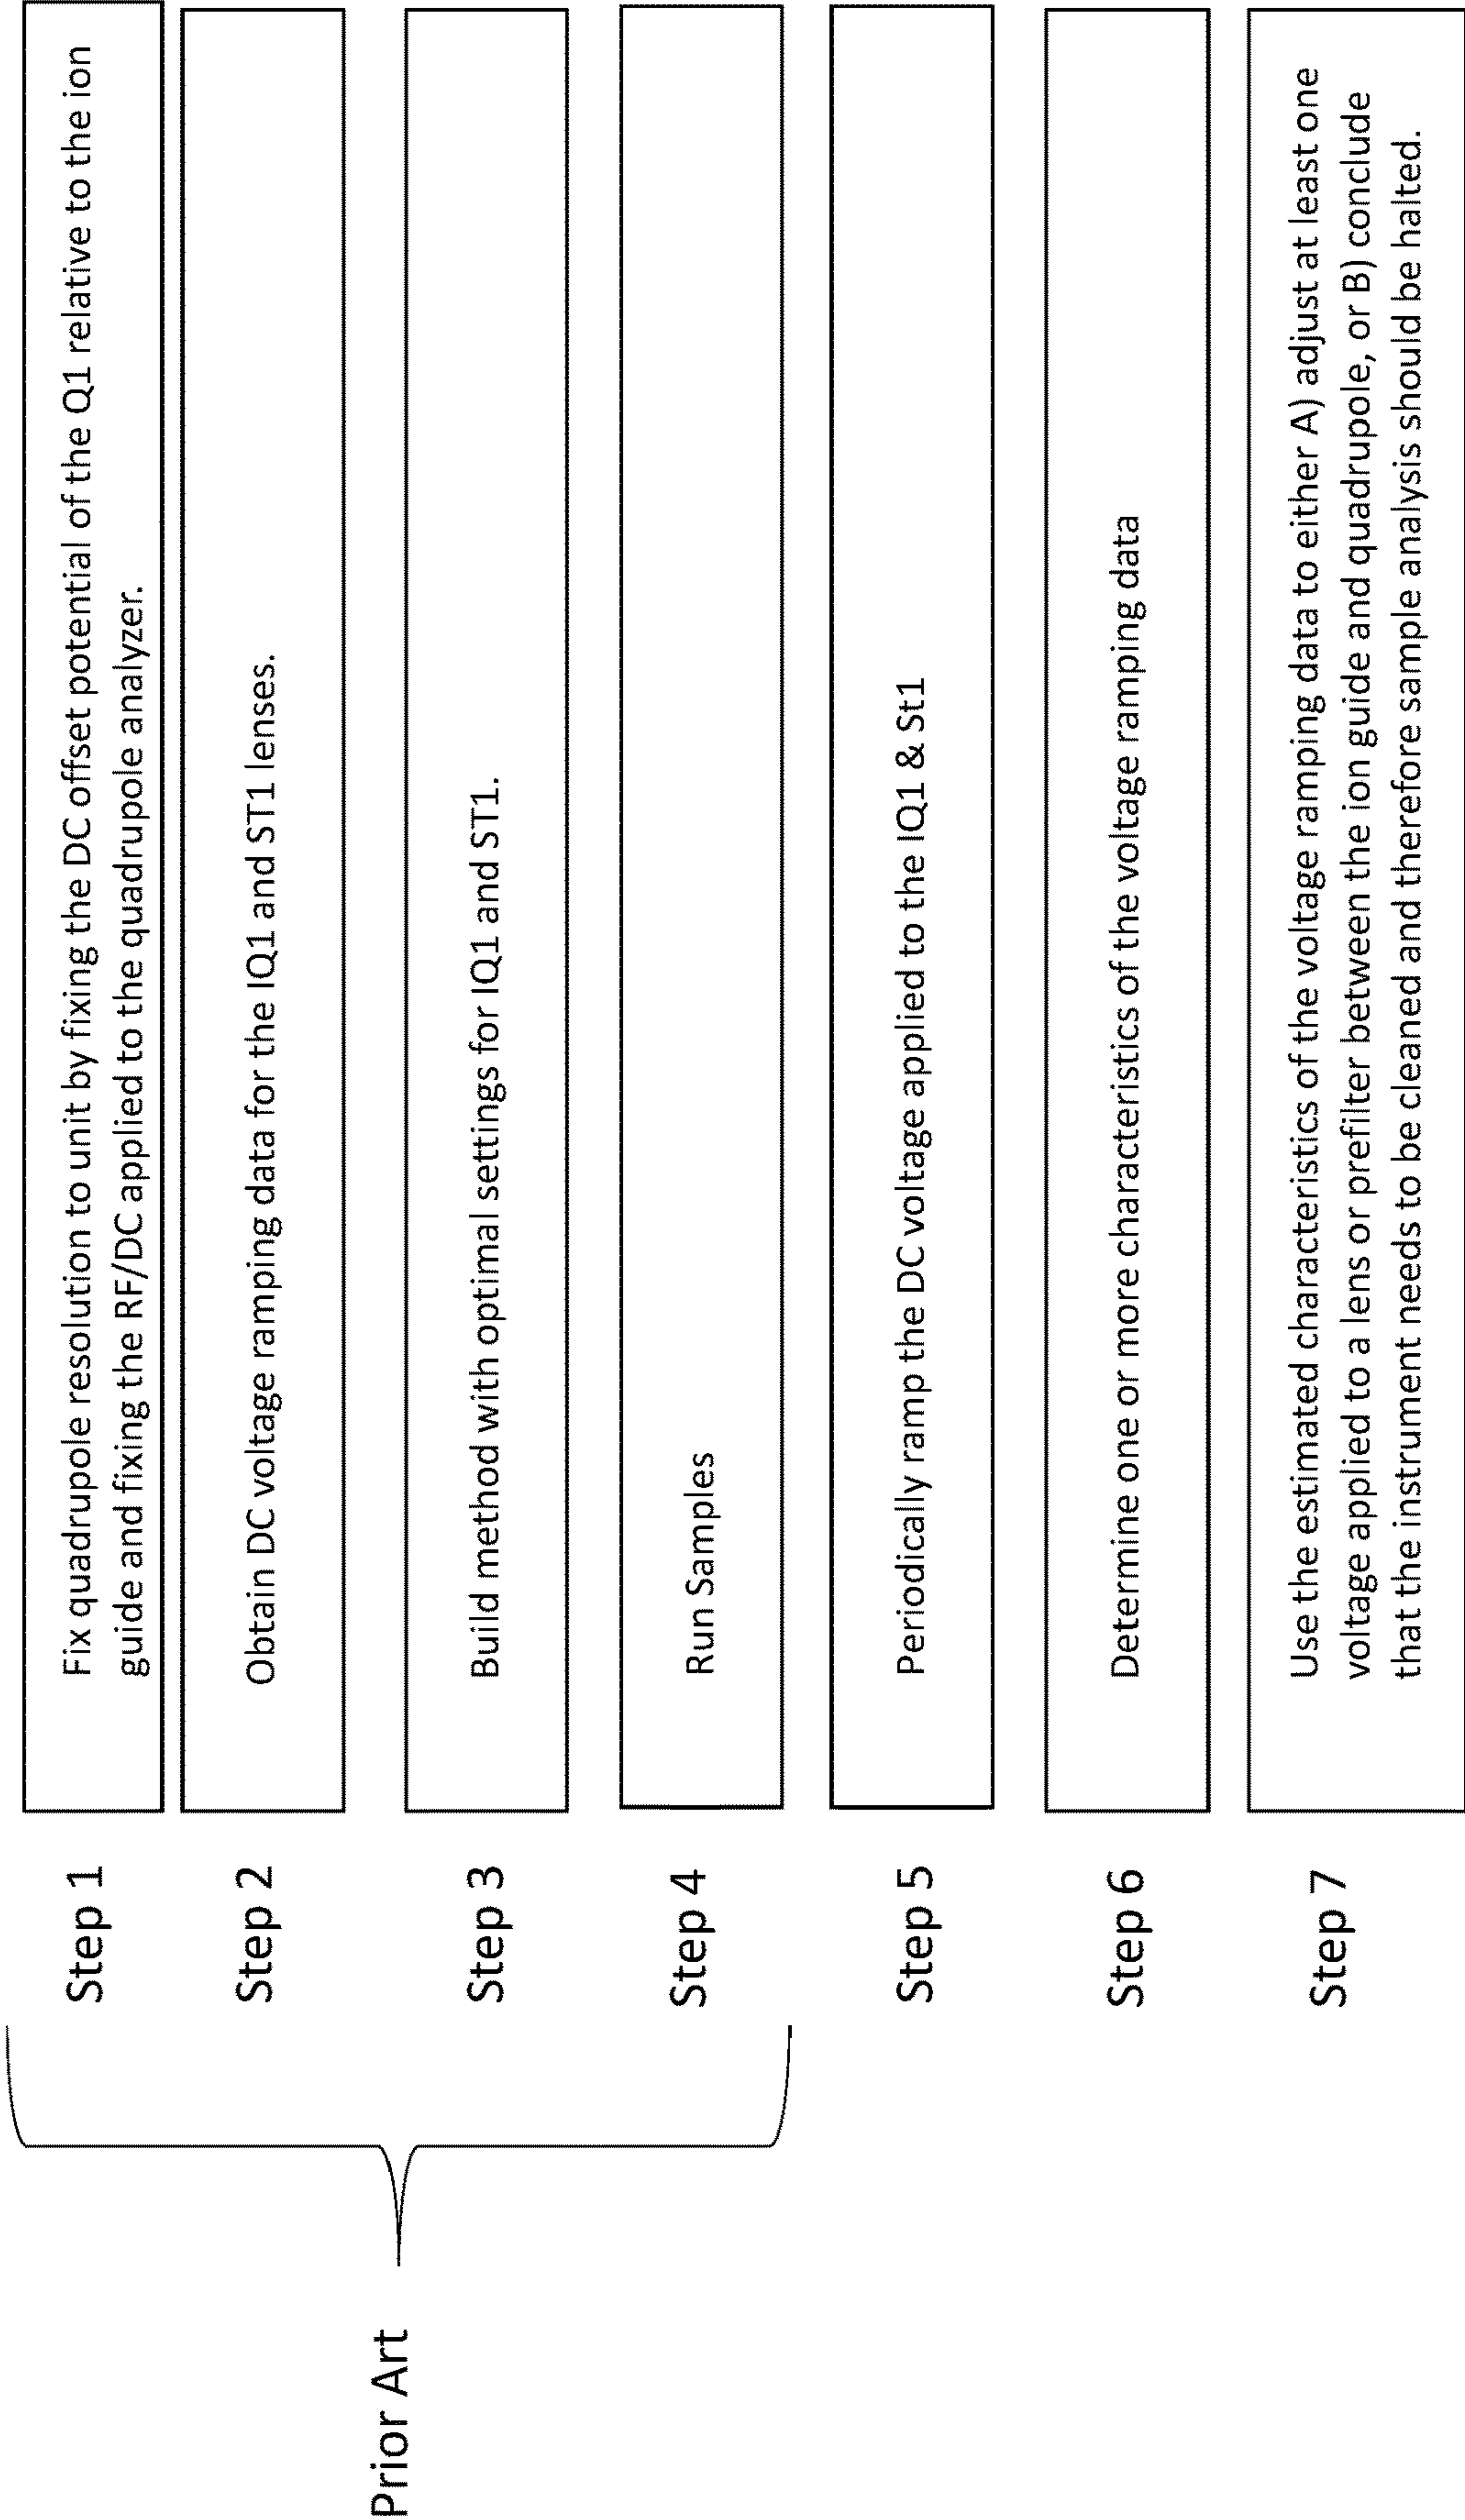 Prior Art
Step 1
Fix quadrupole resolution to unit by fixing the DC offset potential of the Q1 relative to the ion
guide and fixing the RF/DC applied to the quadrupole analyzer.
Step 2
Obtain DC voltage ramping data for the IQ1 and ST1 lenses.
Step 3
Build method with optimal settings for IQ1 and ST1.
Step 4
Run Samples
Step 5
Periodically ramp the DC voltage applied to the IQ1 & St1
Step 6
Determine one or more characteristics of the voltage ramping data
Step 7
Use the estimated characteristics of the voltage ramping data to either A) adjust at least one
voltage applied to a lens or prefilter between the ion guide and quadrupole, or B) conclude
that the instrument needs to be cleaned and therefore sample analysis should be halted.